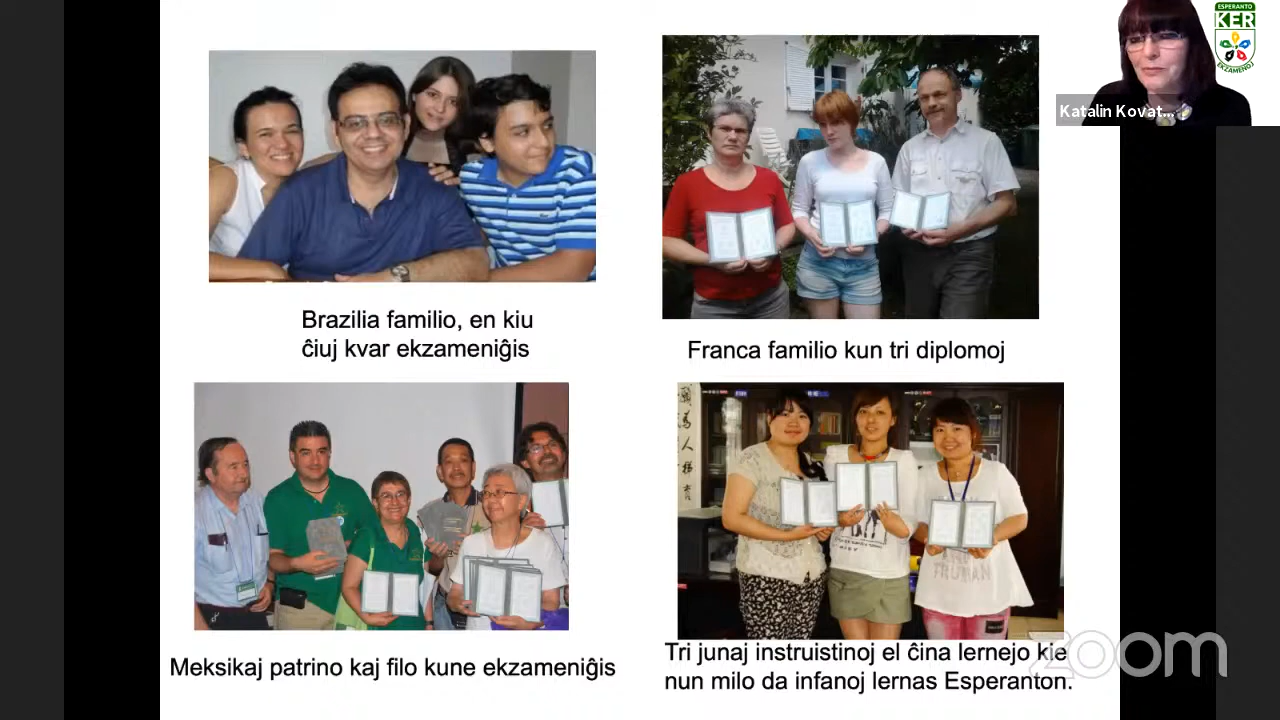 ESPERANTO
KER
EKZAMENOJ
Katalin Kovat...
Brazilia familio, en kiu
ĉiuj kvar ekzameniĝis
Franca familio kun tri diplomoj
Meksikaj patrino kaj filo kune ekzameniĝis
TRUMAN
Tri junaj instruistinoj el ĉina lernejo kie
nun milo da infanoj lernas Esperanton.
zoom